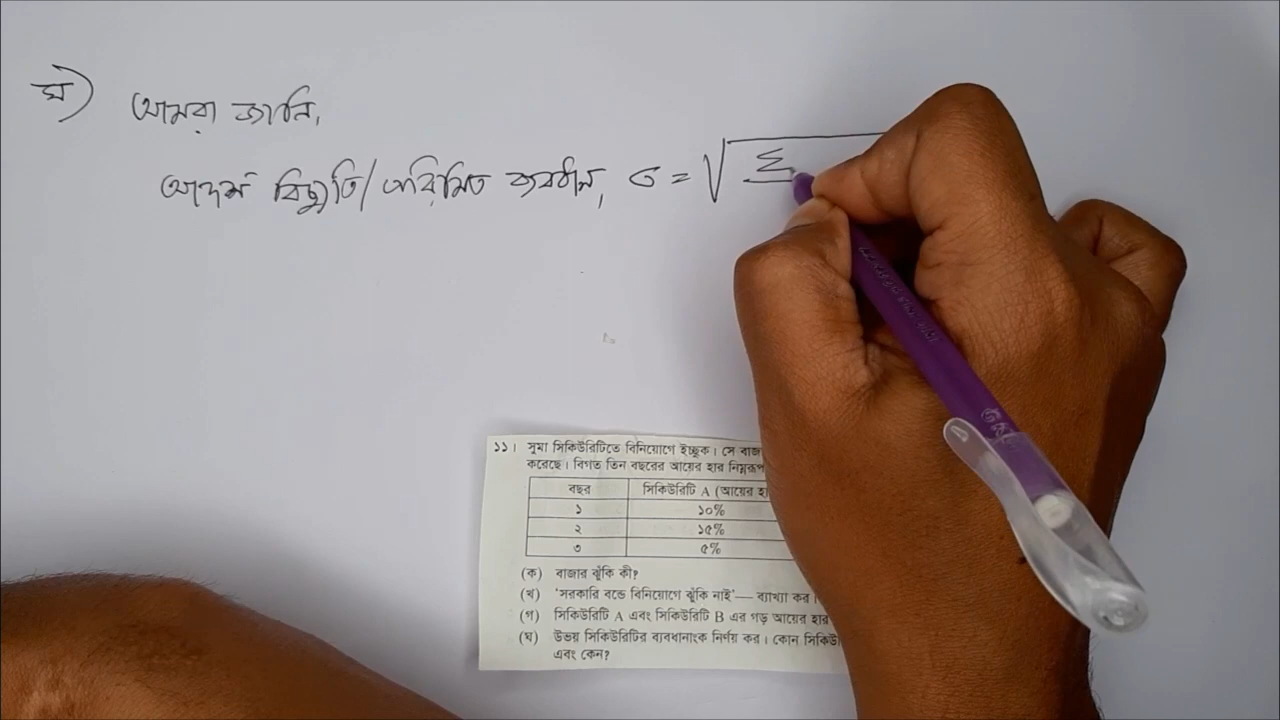 ঘ) আমরা জানি,
আদর্শ বিচ্যুতি/পরিমিত ব্যবধান, σ = √ Σ
১১। সুমা সিকিউরিটিতে বিনিয়োগে ইচ্ছুক। সে বাজ
করেছে। বিগত তিন বছরের আয়ের হার নিম্নরূপ
বছর সিকিউরিটি A (আয়ের হা
১ ১০%
২ ১৫%
৩ ৫%
(ক) বাজার ঝুঁকি কী?
(খ) ‘সরকারি বন্ডে বিনিয়োগে ঝুঁকি নাই’— ব্যাখ্যা কর।
(গ) সিকিউরিটি A এবং সিকিউরিটি B এর গড় আয়ের হার
(ঘ) উভয় সিকিউরিটির ব্যবধানাংক নির্ণয় কর। কোন সিকিউ
এবং কেন?